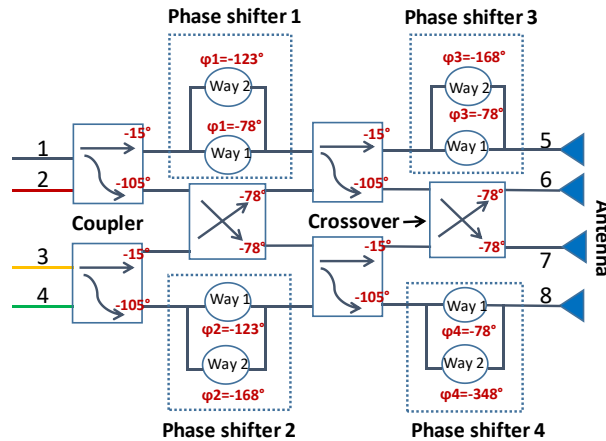 Phase shifter 1
Phase shifter 3
φ1=-123°
Way 2
φ1=-78°
Way 1
φ3=-168°
Way 2
φ3=-78°
Way 1
1
2
-15°
-105°
Coupler
-15°
-105°
5
6
-78°
-78°
Crossover
-78°
-78°
Antenna
3
4
-15°
-105°
-15°
-105°
7
8
Way 1
φ2=-123°
Way 2
φ2=-168°
Way 1
φ4=-78°
Way 2
φ4=-348°
Phase shifter 2
Phase shifter 4